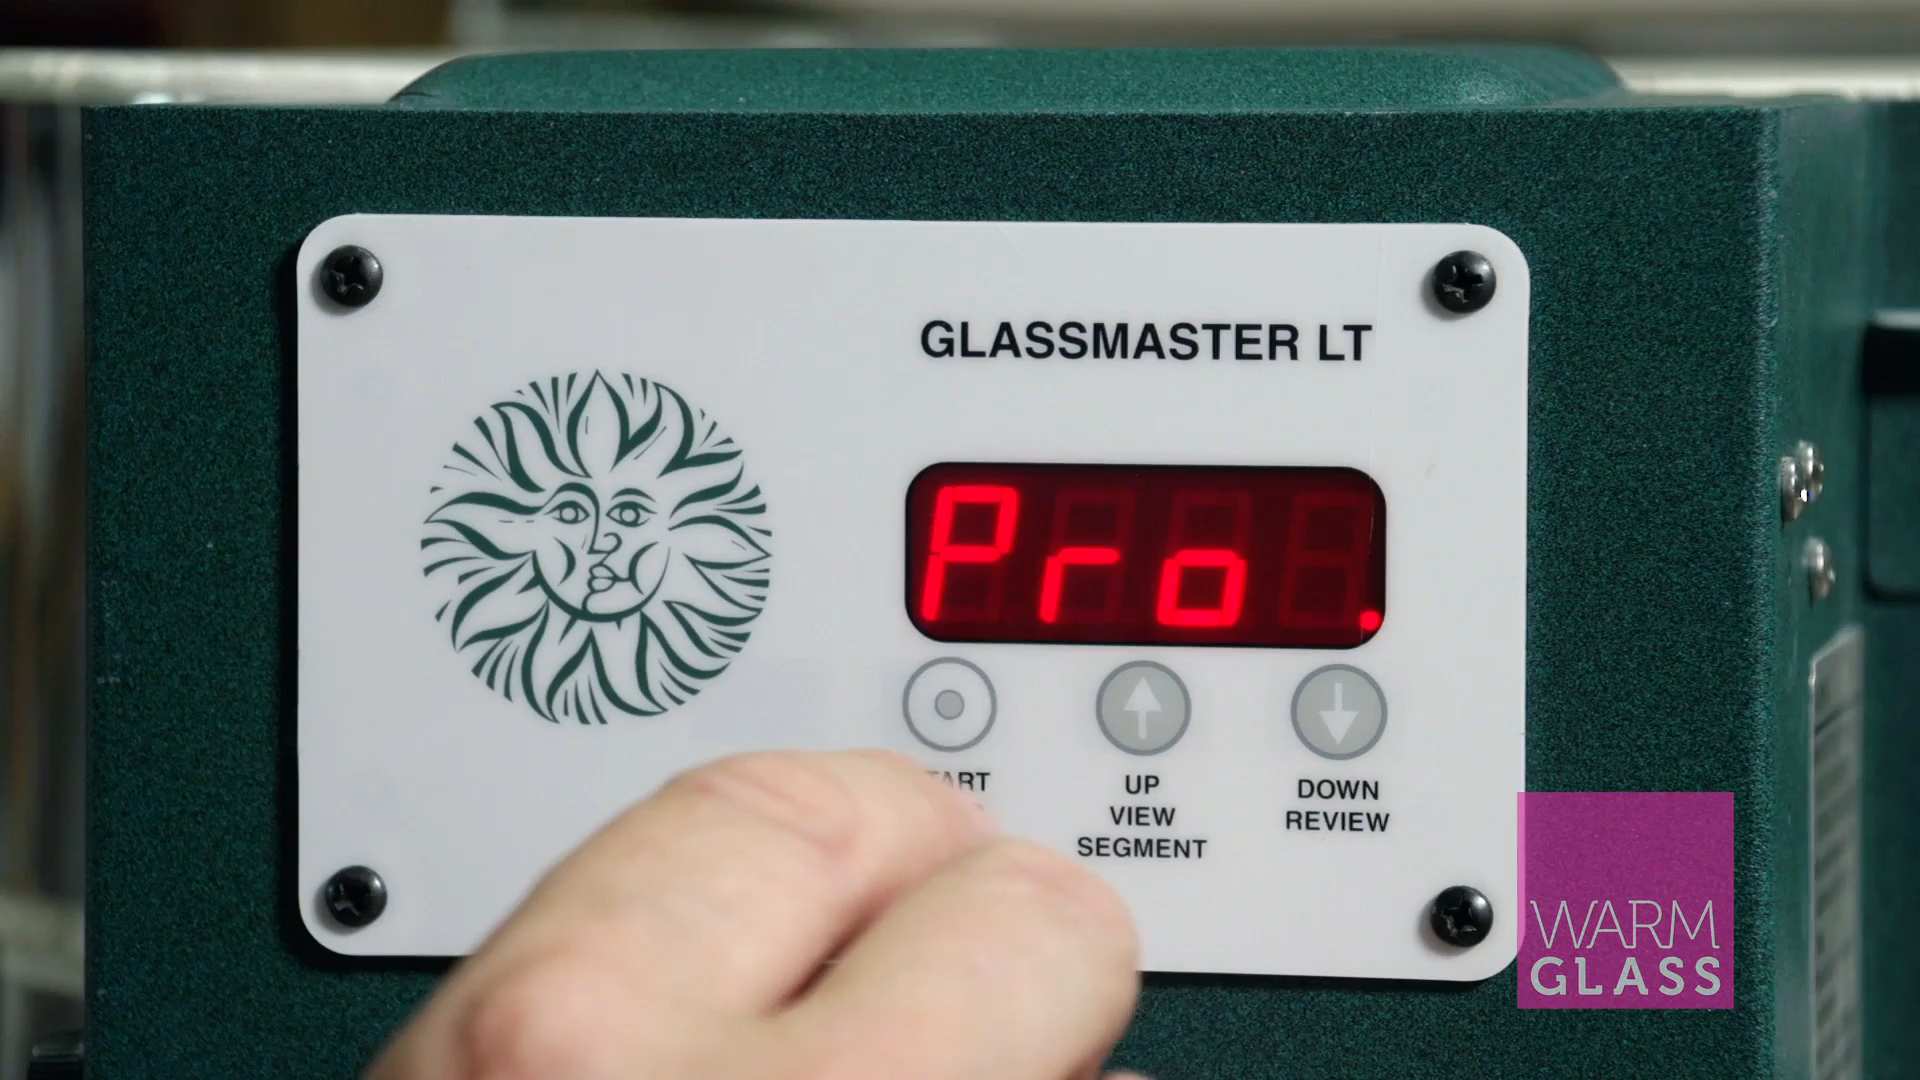 GLASSMASTER LT
Pro .
UP
VIEW
SEGMENT
DOWN
REVIEW
WARM
GLASS